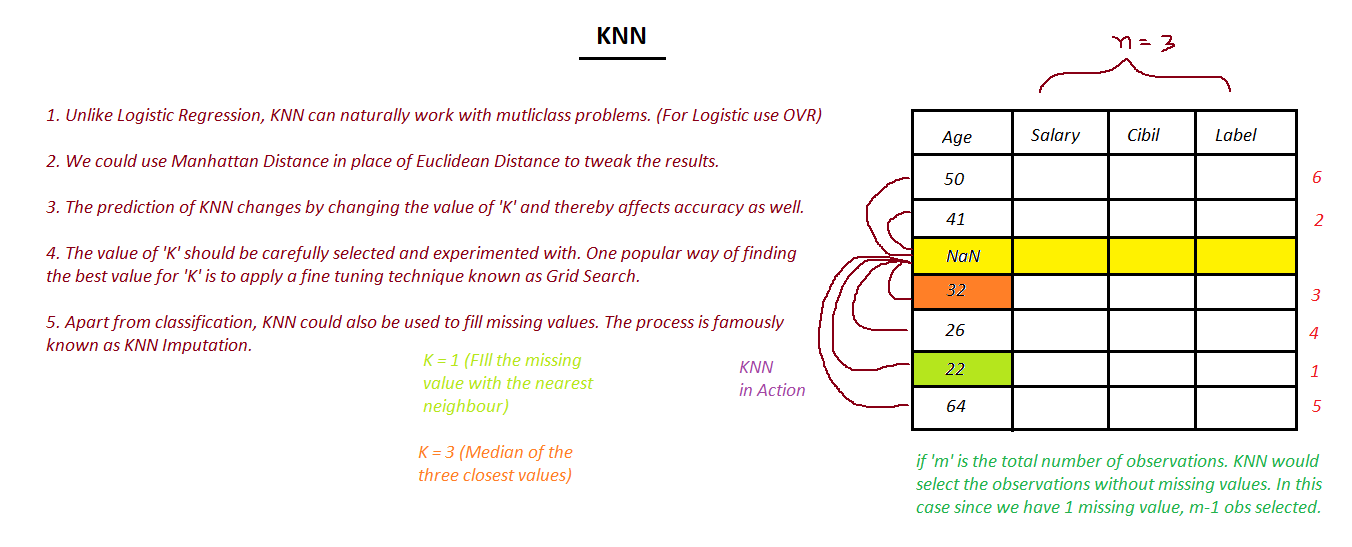 KNN
n = 3
1. Unlike Logistic Regression, KNN can naturally work with mutliclass problems. (For Logistic use OVR)
2. We could use Manhattan Distance in place of Euclidean Distance to tweak the results.
3. The prediction of KNN changes by changing the value of 'K' and thereby affects accuracy as well.
4. The value of 'K' should be carefully selected and experimented with. One popular way of finding
the best value for 'K' is to apply a fine tuning technique known as Grid Search.
5. Apart from classification, KNN could also be used to fill missing values. The process is famously
known as KNN Imputation.
K = 1 (FIll the missing
value with the nearest
neighbour)
K = 3 (Median of the
three closest values)
KNN
in Action
Age Salary Cibil Label
50 6
41 2
NaN
32 3
26 4
22 1
64 5
if 'm' is the total number of observations. KNN would
select the observations without missing values. In this
case since we have 1 missing value, m-1 obs selected.